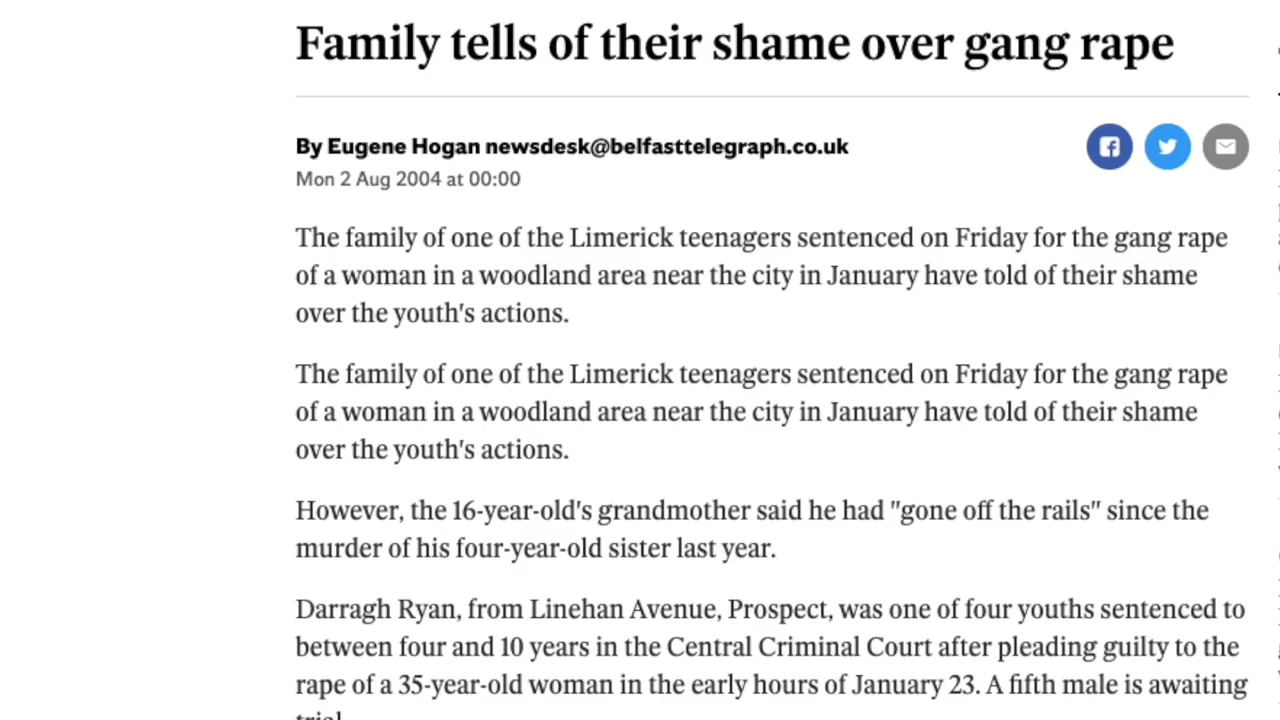 Family tells of their shame over gang rape
By Eugene Hogan newsdesk@belfasttelegraph.co.uk
Mon 2 Aug 2004 at 00:00
The family of one of the Limerick teenagers sentenced on Friday for the gang rape
of a woman in a woodland area near the city in January have told of their shame
over the youth's actions.
The family of one of the Limerick teenagers sentenced on Friday for the gang rape
of a woman in a woodland area near the city in January have told of their shame
over the youth's actions.
However, the 16-year-old's grandmother said he had "gone off the rails" since the
murder of his four-year-old sister last year.
Darragh Ryan, from Linehan Avenue, Prospect, was one of four youths sentenced to
between four and 10 years in the Central Criminal Court after pleading guilty to the
rape of a 35-year-old woman in the early hours of January 23. A fifth male is awaiting
trial